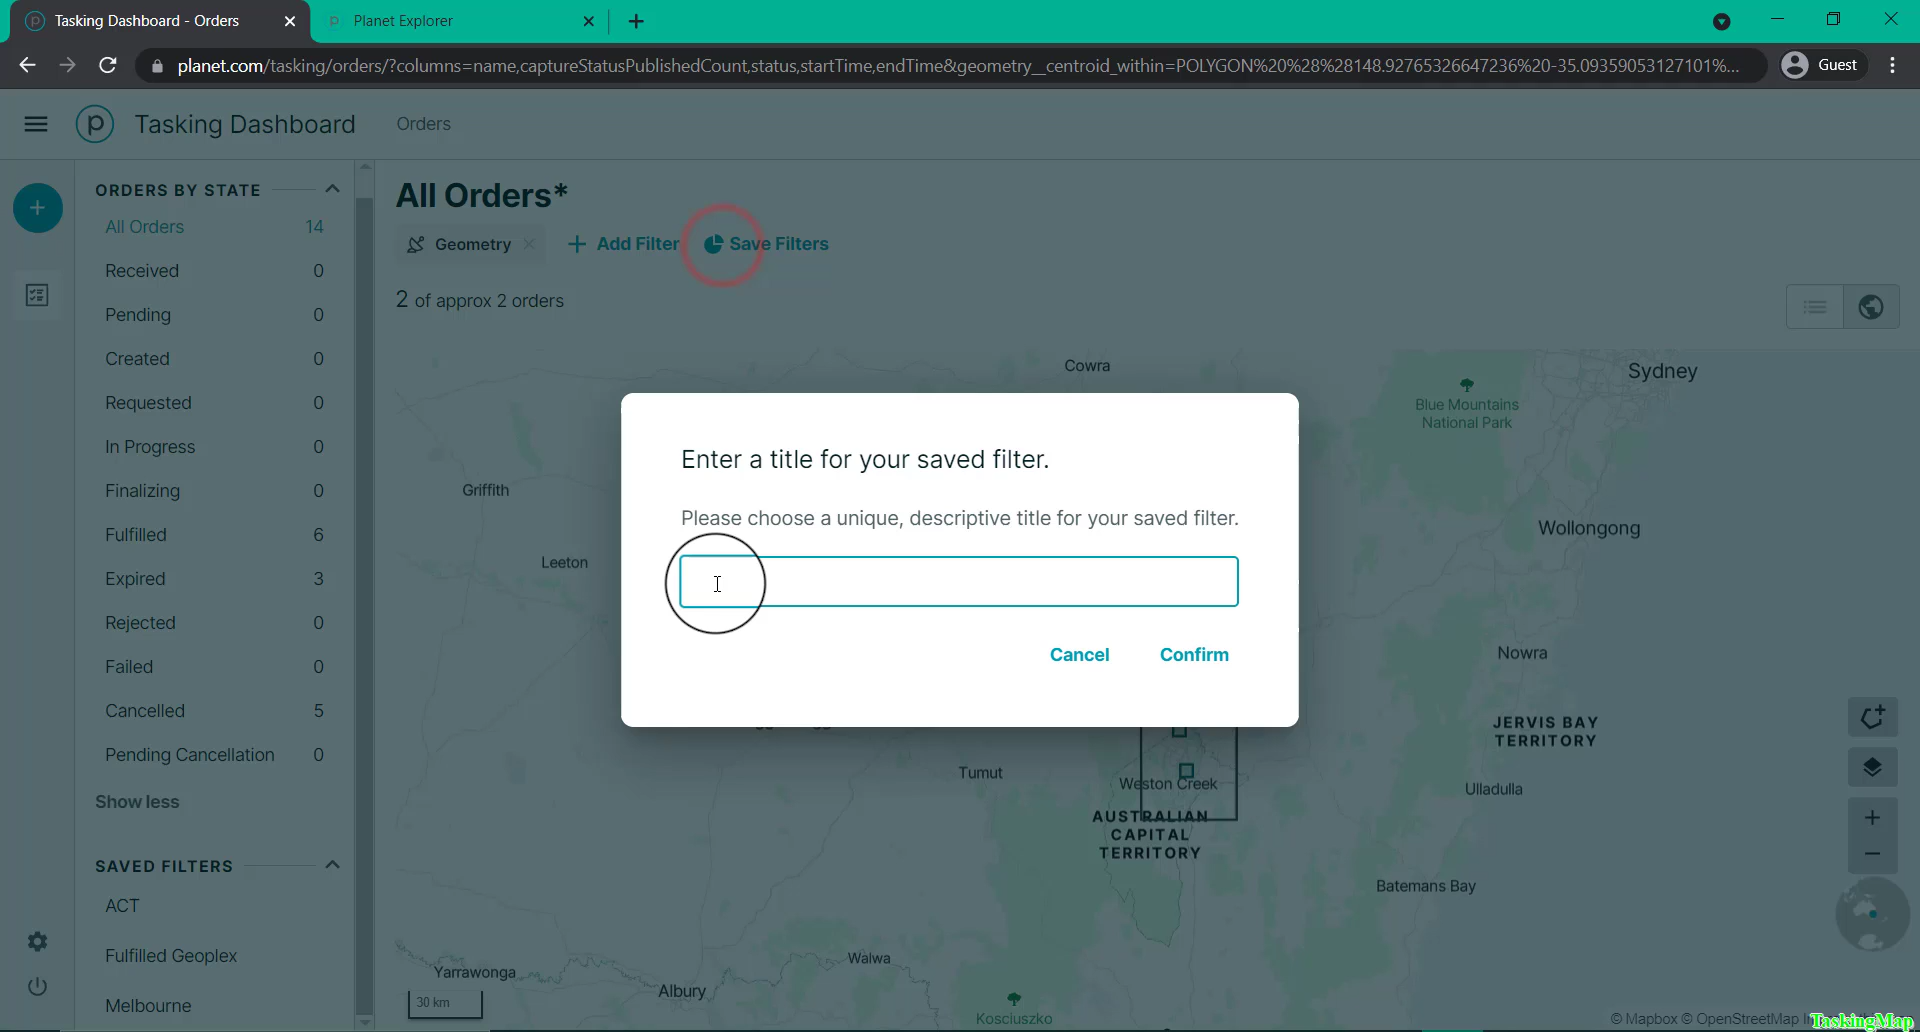 Tasking Dashboard - Orders
Planet Explorer
planet.com/tasking/orders/?columns=name,captureStatusPublishedCount,status,startTime,endTime&geometry__centroid_within=POLYGON%20%28%28148.92765326647236%20-35.09359053127101%...
Guest
Tasking Dashboard
Orders
ORDERS BY STATE
All Orders 14
Received 0
Pending 0
Created 0
Requested 0
In Progress 0
Finalizing 0
Fulfilled 6
Expired 3
Rejected 0
Failed 0
Cancelled 5
Pending Cancellation 0
Show less
SAVED FILTERS
ACT
Fulfilled Geoplex
Melbourne
All Orders*
Geometry
Add Filter
Save Filters
2 of approx 2 orders
Enter a title for your saved filter.
Please choose a unique, descriptive title for your saved filter.
Cancel
Confirm
Cowra
Sydney
Blue Mountains
National Park
Griffith
Wollongong
Leeton
Nowra
JERVIS BAY
TERRITORY
Tumut
Weston Creek
Ulladulla
AUSTRALIAN
CAPITAL
TERRITORY
Batemans Bay
Walwa
Yarrawonga
Albury
Kosciuszko
30 km
© Mapbox © OpenStreetMap
TaskingMap